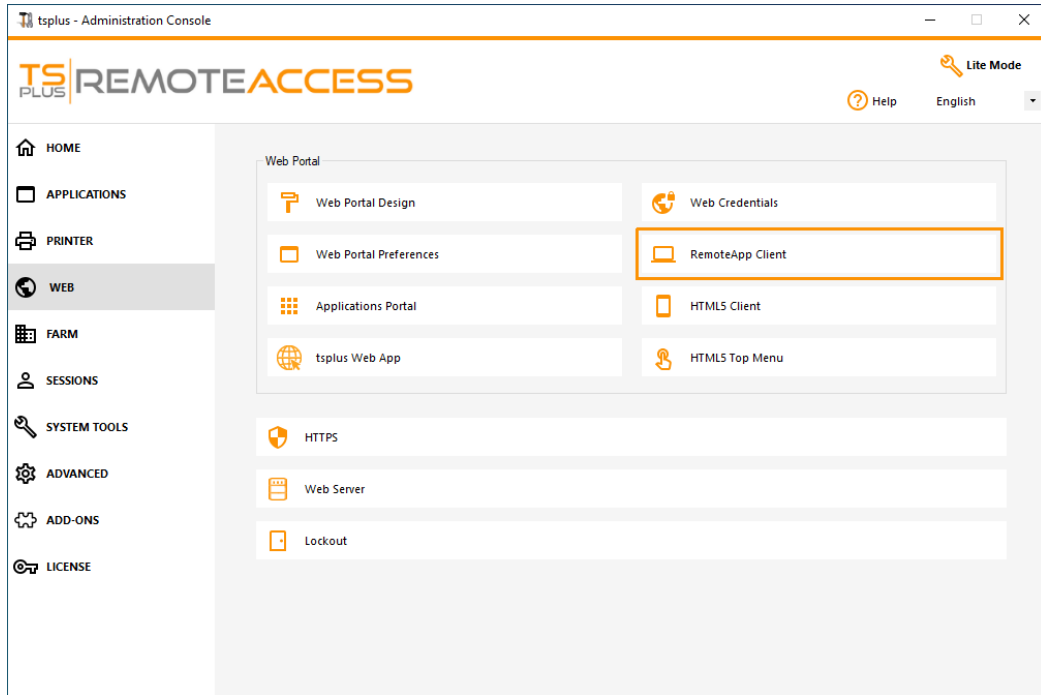 tsplus - Administration Console
TS PLUS REMOTEACCESS
Lite Mode
Help English
HOME
APPLICATIONS
PRINTER
WEB
FARM
SESSIONS
SYSTEM TOOLS
ADVANCED
ADD-ONS
LICENSE
Web Portal
Web Portal Design
Web Credentials
Web Portal Preferences
RemoteApp Client
Applications Portal
HTML5 Client
tsplus Web App
HTML5 Top Menu
HTTPS
Web Server
Lockout